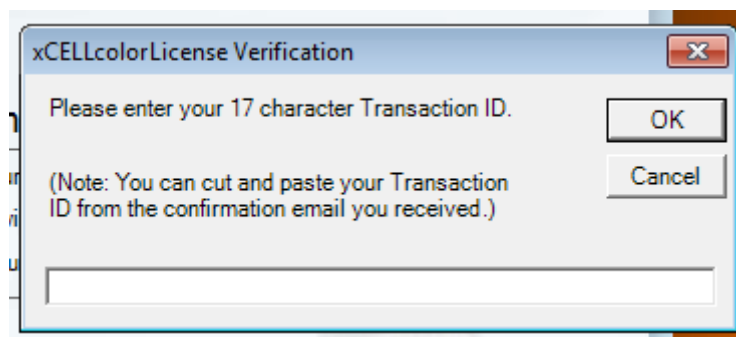 xCELLcolorLicense Verification
Please enter your 17 character Transaction ID.
OK
Cancel
(Note: You can cut and paste your Transaction
ID from the confirmation email you received.)